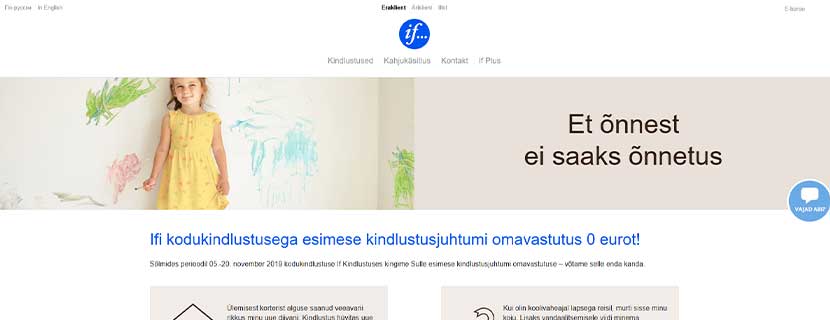 По-русски In English
Eraklient Äriklient Ifist
E-büroo
if...
Kindlustused Kahjukäsitlus Kontakt If Plus
Et õnnest
ei saaks õnnetus
VAJAD ABI?
Ifi kodukindlustusega esimese kindlustusjuhtumi omavastutus 0 eurot!
Sõlmides perioodil 05.-20. november 2019 kodukindlustuse If Kindlustuses kingime Sulle esimese kindlustusjuhtumi omavastutuse – võtame selle enda kanda.
Ülemisest korterist alguse saanud veeavarii
rikkus minu uue diivani. Kindlustus hüvitas uue
Kui olin koolivaheajal lapsega reisil, murti sisse minu
koju. Lisaks vandaalitsemisele viidi minema